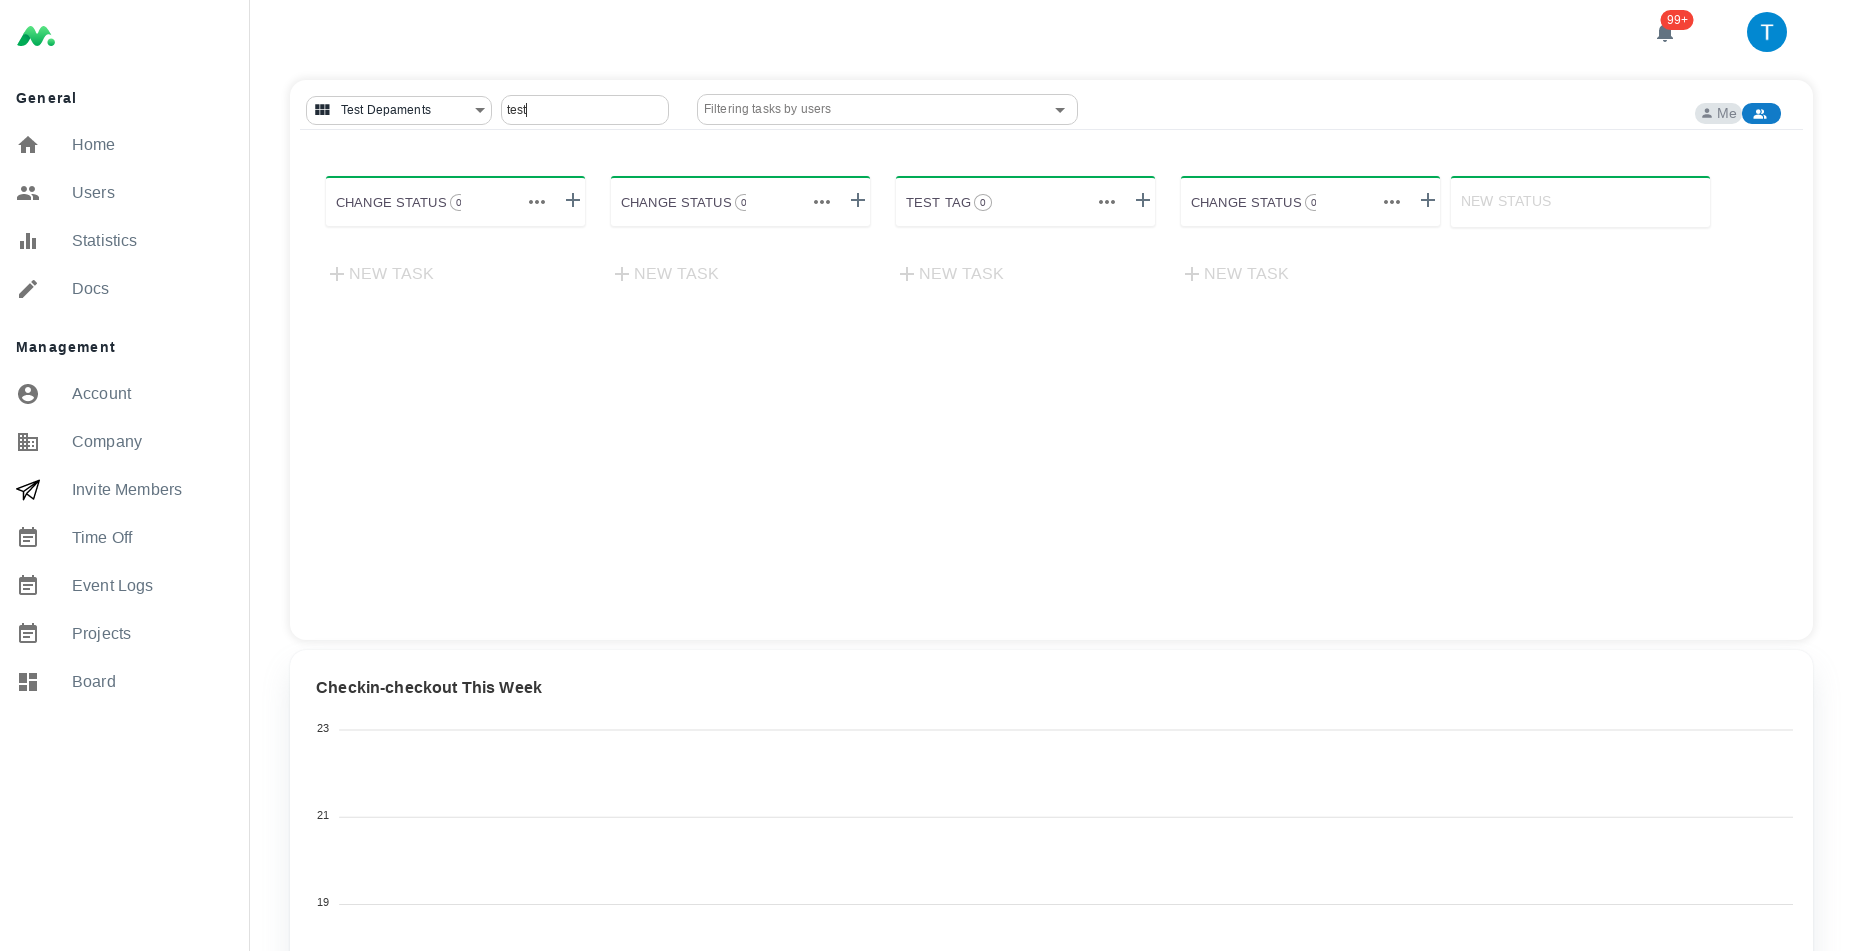 99+
T
General
Home
Users
Statistics
Docs
Management
Account
Company
Invite Members
Time Off
Event Logs
Projects
Board
Test Depaments
test
Filtering tasks by users
Me
CHANGE STATUS 0
CHANGE STATUS 0
TEST TAG 0
CHANGE STATUS 0
NEW STATUS
NEW TASK
NEW TASK
NEW TASK
NEW TASK
Checkin-checkout This Week
23
21
19